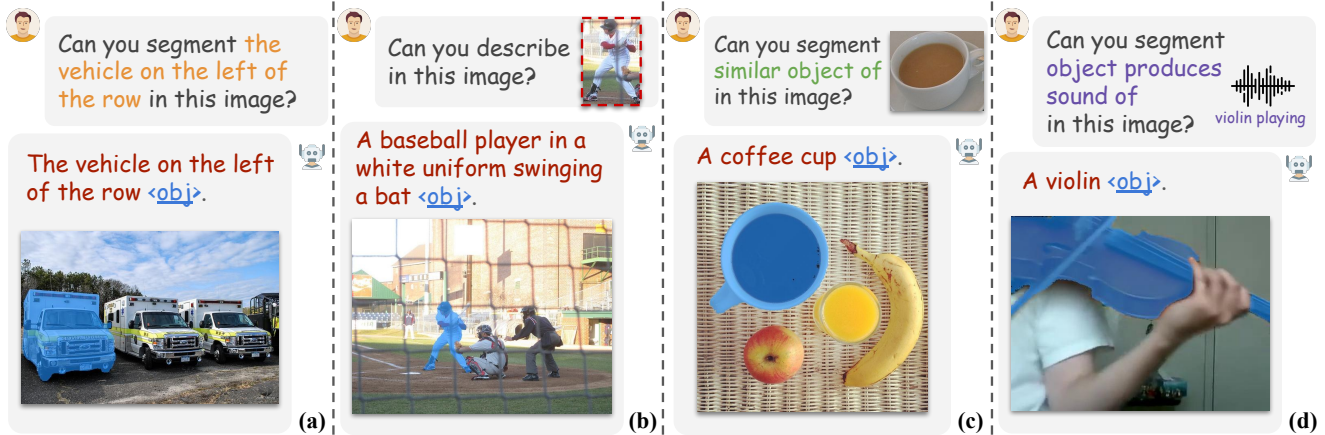 Can you segment the
vehicle on the left of
the row in this image?
The vehicle on the left
of the row <obj>.
(a)
Can you describe
in this image?
A baseball player in a
white uniform swinging
a bat <obj>.
(b)
Can you segment
similar object of
in this image?
A coffee cup <obj>.
(c)
Can you segment
object produces
sound of
in this image?
violin playing
A violin <obj>.
(d)